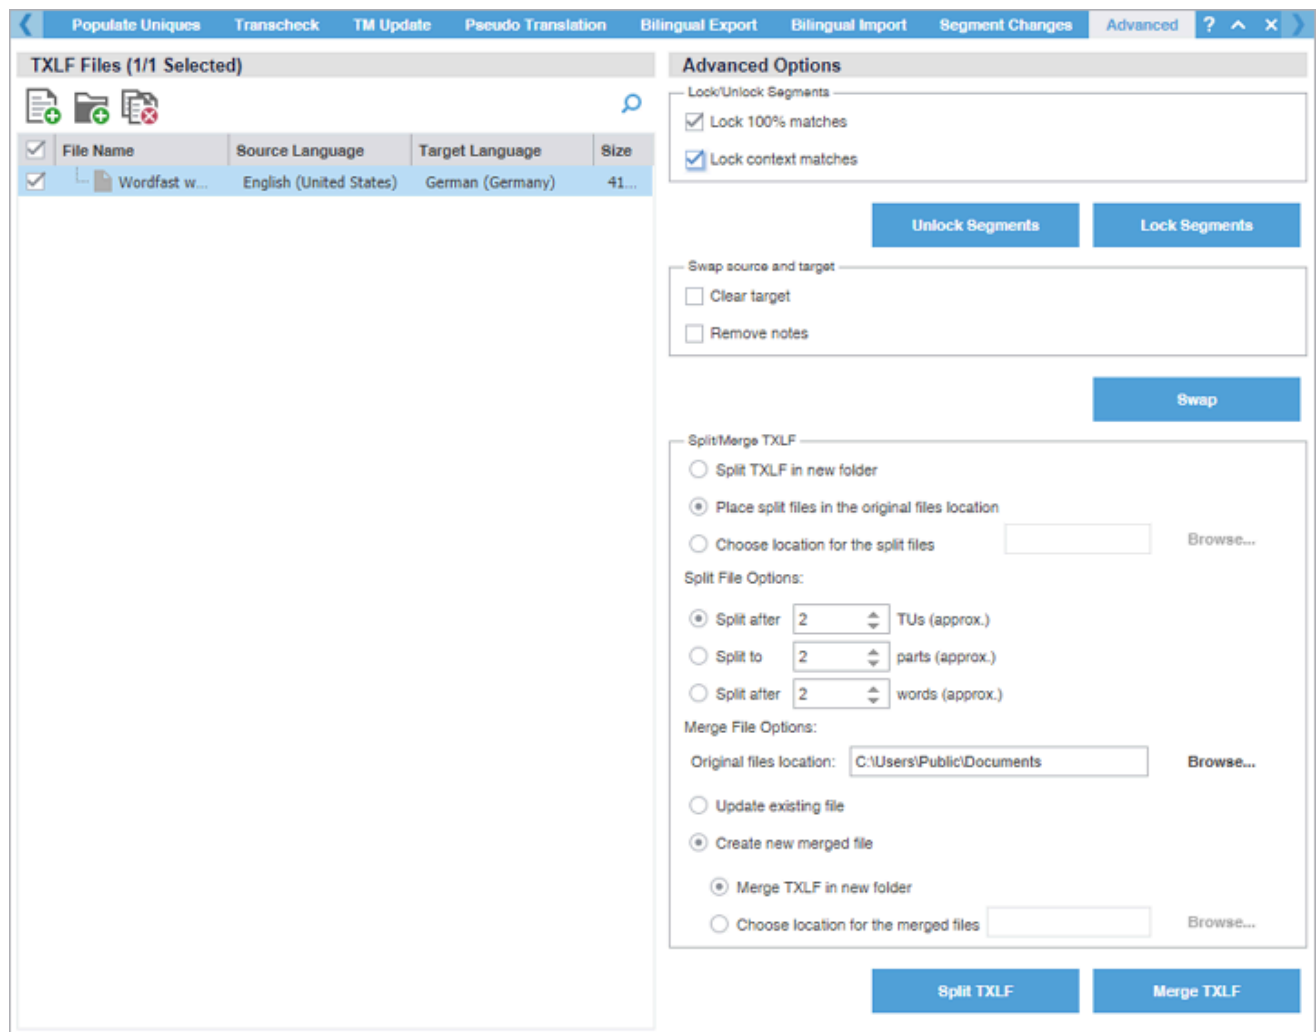 Populate Uniques Transcheck TM Update Pseudo Translation Bilingual Export Bilingual Import Segment Changes Advanced ?
TXLF Files (1/1 Selected)
File Name Source Language Target Language Size
Wordfast w... English (United States) German (Germany) 41...
Advanced Options
Lock/Unlock Segments
Lock 100% matches
Lock context matches
Unlock Segments Lock Segments
Swap source and target
Clear target
Remove notes
Swap
Split/Merge TXLF
Split TXLF in new folder
Place split files in the original files location
Choose location for the split files Browse...
Split File Options:
Split after 2 TUs (approx.)
Split to 2 parts (approx.)
Split after 2 words (approx.)
Merge File Options:
Original files location: C:\Users\Public\Documents Browse...
Update existing file
Create new merged file
Merge TXLF in new folder
Choose location for the merged files Browse...
Split TXLF Merge TXLF